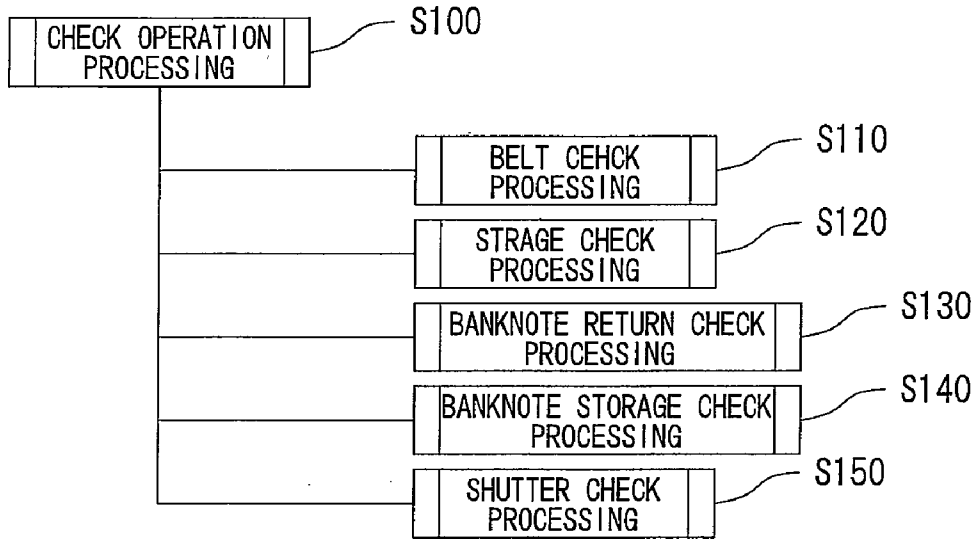 CHECK OPERATION
PROCESSING
S100
BELT CEHCK
PROCESSING
S110
STRAGE CHECK
PROCESSING
S120
BANKNOTE RETURN CHECK
PROCESSING
S130
BANKNOTE STORAGE CHECK
PROCESSING
S140
SHUTTER CHECK
PROCESSING
S150